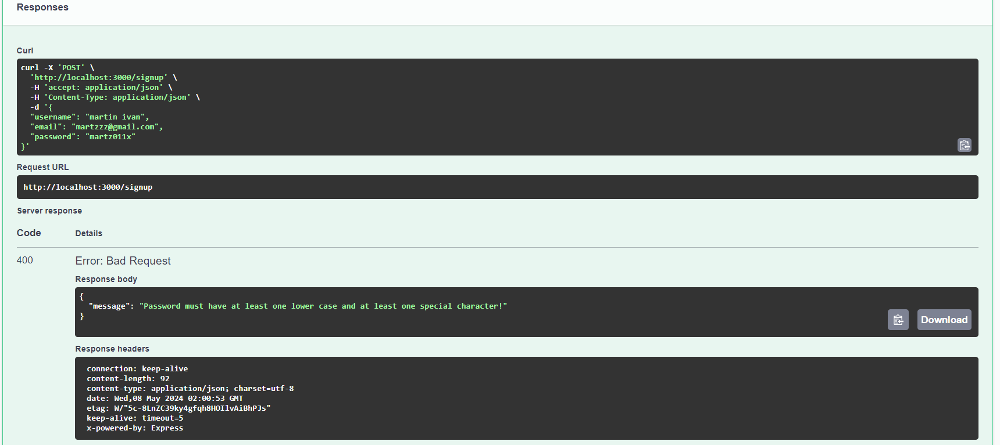 Responses
Curl
curl -X 'POST' \
'http://localhost:3000/signup' \
-H 'accept: application/json' \
-H 'Content-Type: application/json' \
-d '{
"username": "martin ivan",
"email": "martzzz@gmail.com",
"password": "martz011x"
}'
Request URL
http://localhost:3000/signup
Server response
Code Details
400 Error: Bad Request
Response body
{
"message": "Password must have at least one lower case and at least one special character!"
}
Download
Response headers
connection: keep-alive
content-length: 92
content-type: application/json; charset=utf-8
date: Wed,08 May 2024 02:00:53 GMT
etag: W/"5c-8LnZC39ky4gfqh8HOIlvAiBhPJs"
keep-alive: timeout=5
x-powered-by: Express